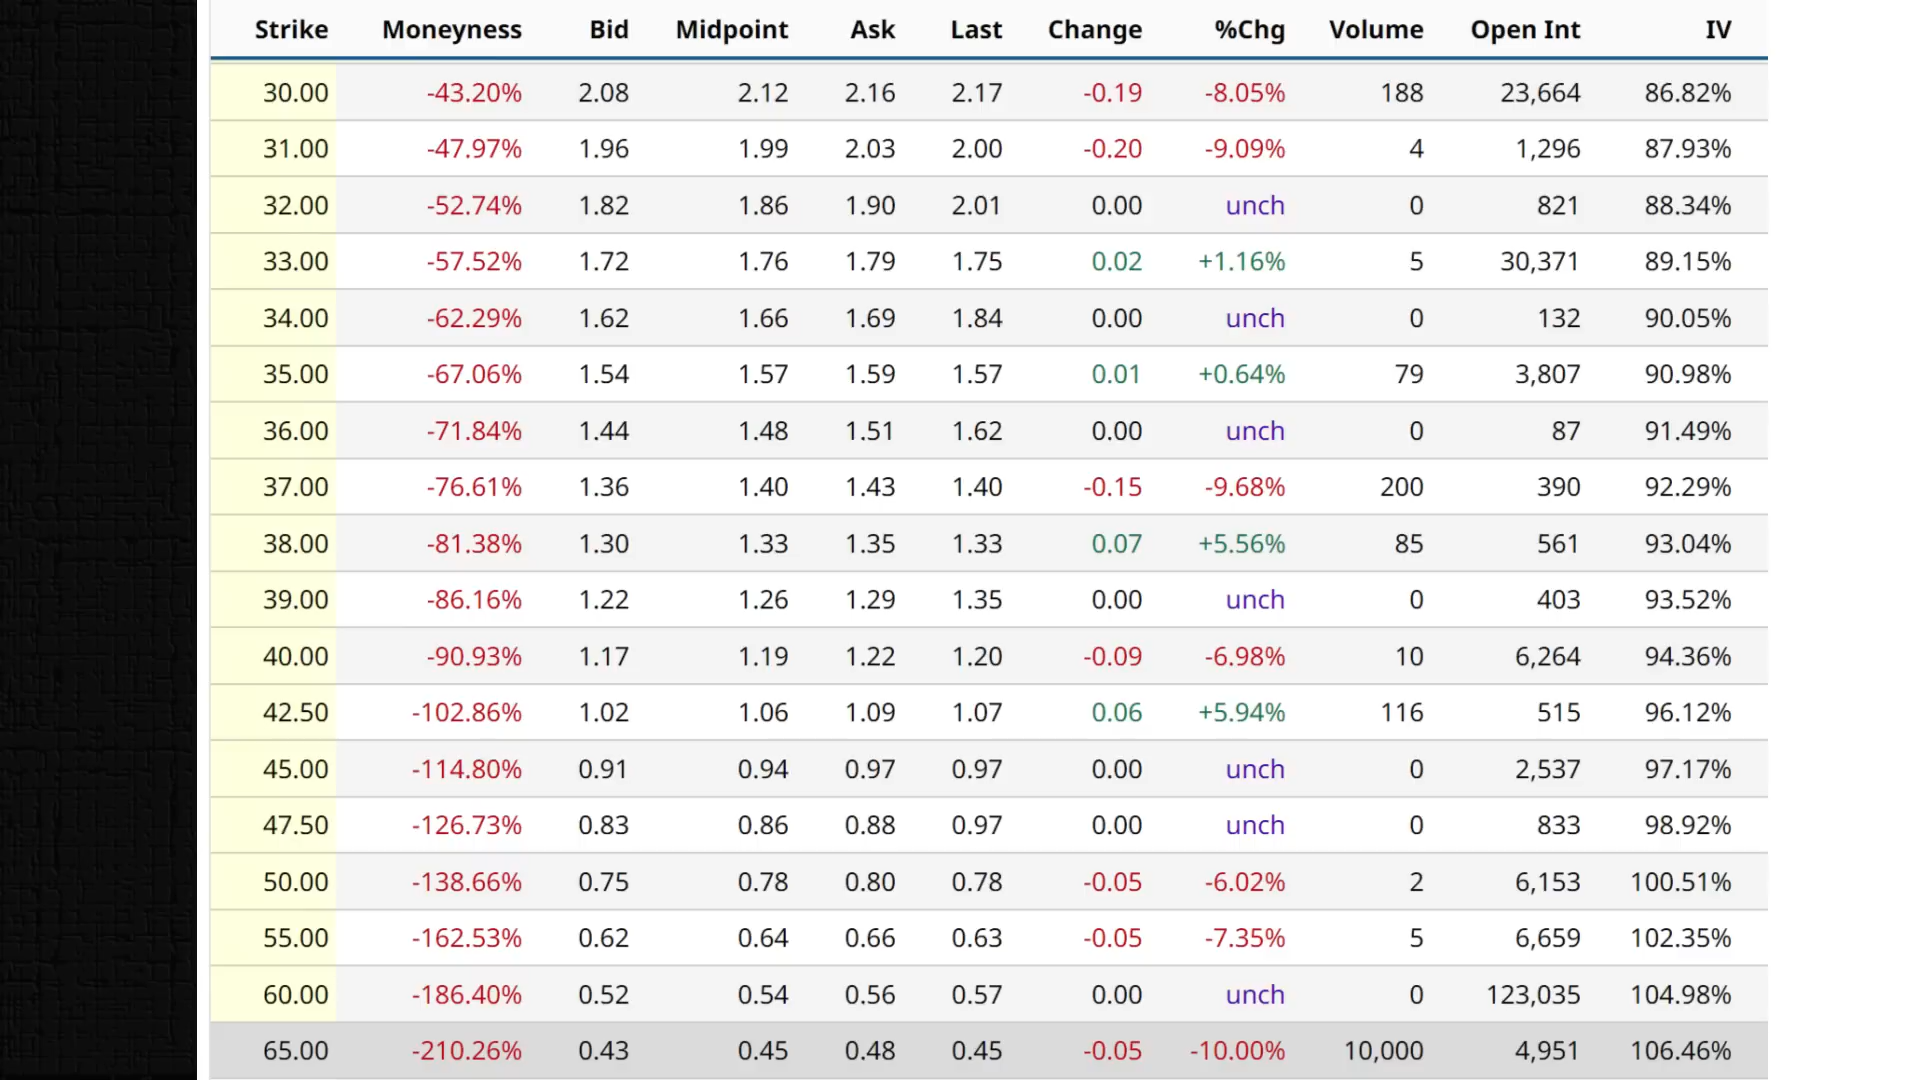 Strike Moneyness Bid Midpoint Ask Last Change %Chg Volume Open Int IV
30.00 -43.20% 2.08 2.12 2.16 2.17 -0.19 -8.05% 188 23,664 86.82%
31.00 -47.97% 1.96 1.99 2.03 2.00 -0.20 -9.09% 4 1,296 87.93%
32.00 -52.74% 1.82 1.86 1.90 2.01 0.00 unch 0 821 88.34%
33.00 -57.52% 1.72 1.76 1.79 1.75 0.02 +1.16% 5 30,371 89.15%
34.00 -62.29% 1.62 1.66 1.69 1.84 0.00 unch 0 132 90.05%
35.00 -67.06% 1.54 1.57 1.59 1.57 0.01 +0.64% 79 3,807 90.98%
36.00 -71.84% 1.44 1.48 1.51 1.62 0.00 unch 0 87 91.49%
37.00 -76.61% 1.36 1.40 1.43 1.40 -0.15 -9.68% 200 390 92.29%
38.00 -81.38% 1.30 1.33 1.35 1.33 0.07 +5.56% 85 561 93.04%
39.00 -86.16% 1.22 1.26 1.29 1.35 0.00 unch 0 403 93.52%
40.00 -90.93% 1.17 1.19 1.22 1.20 -0.09 -6.98% 10 6,264 94.36%
42.50 -102.86% 1.02 1.06 1.09 1.07 0.06 +5.94% 116 515 96.12%
45.00 -114.80% 0.91 0.94 0.97 0.97 0.00 unch 0 2,537 97.17%
47.50 -126.73% 0.83 0.86 0.88 0.97 0.00 unch 0 833 98.92%
50.00 -138.66% 0.75 0.78 0.80 0.78 -0.05 -6.02% 2 6,153 100.51%
55.00 -162.53% 0.62 0.64 0.66 0.63 -0.05 -7.35% 5 6,659 102.35%
60.00 -186.40% 0.52 0.54 0.56 0.57 0.00 unch 0 123,035 104.98%
65.00 -210.26% 0.43 0.45 0.48 0.45 -0.05 -10.00% 10,000 4,951 106.46%